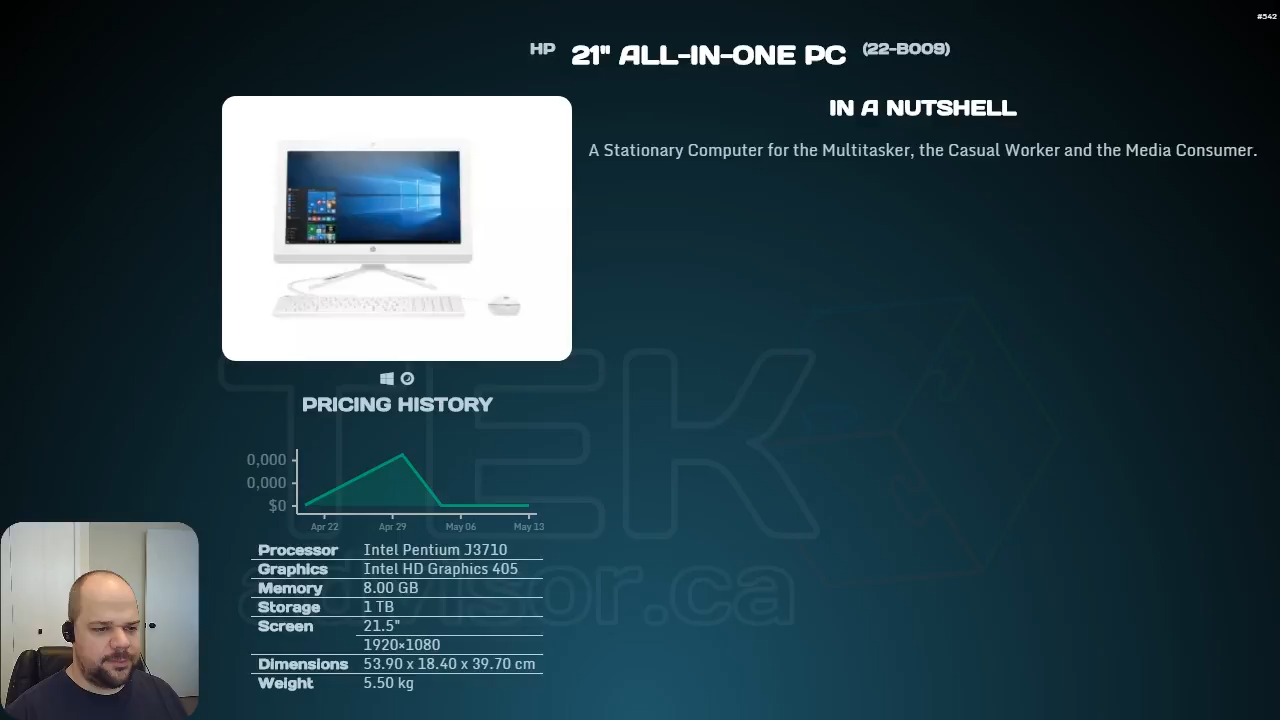 #542
HP 21" ALL-IN-ONE PC (22-B009)
IN A NUTSHELL
A Stationary Computer for the Multitasker, the Casual Worker and the Media Consumer.
PRICING HISTORY
0,000
0,000
$0
Apr 22 Apr 29 May 06 May 13
Processor Intel Pentium J3710
Graphics Intel HD Graphics 405
Memory 8.00 GB
Storage 1 TB
Screen 21.5"
1920×1080
Dimensions 53.90 x 18.40 x 39.70 cm
Weight 5.50 kg
TEK
advisor.ca